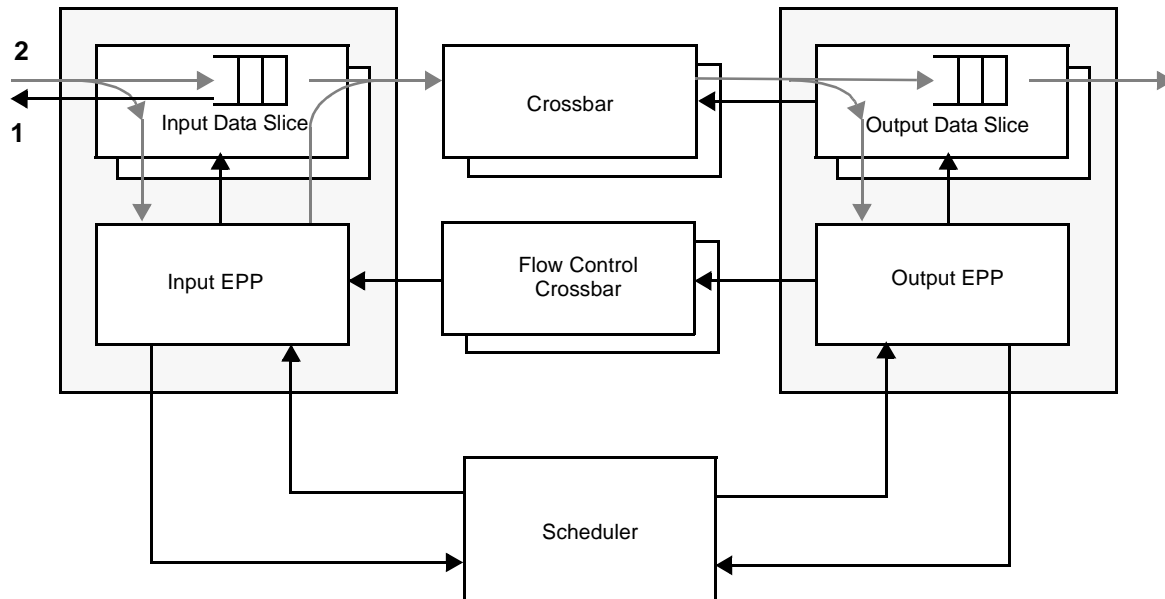 2
1
Input Data Slice
Crossbar
Output Data Slice
Input EPP
Flow Control
Crossbar
Output EPP
Scheduler